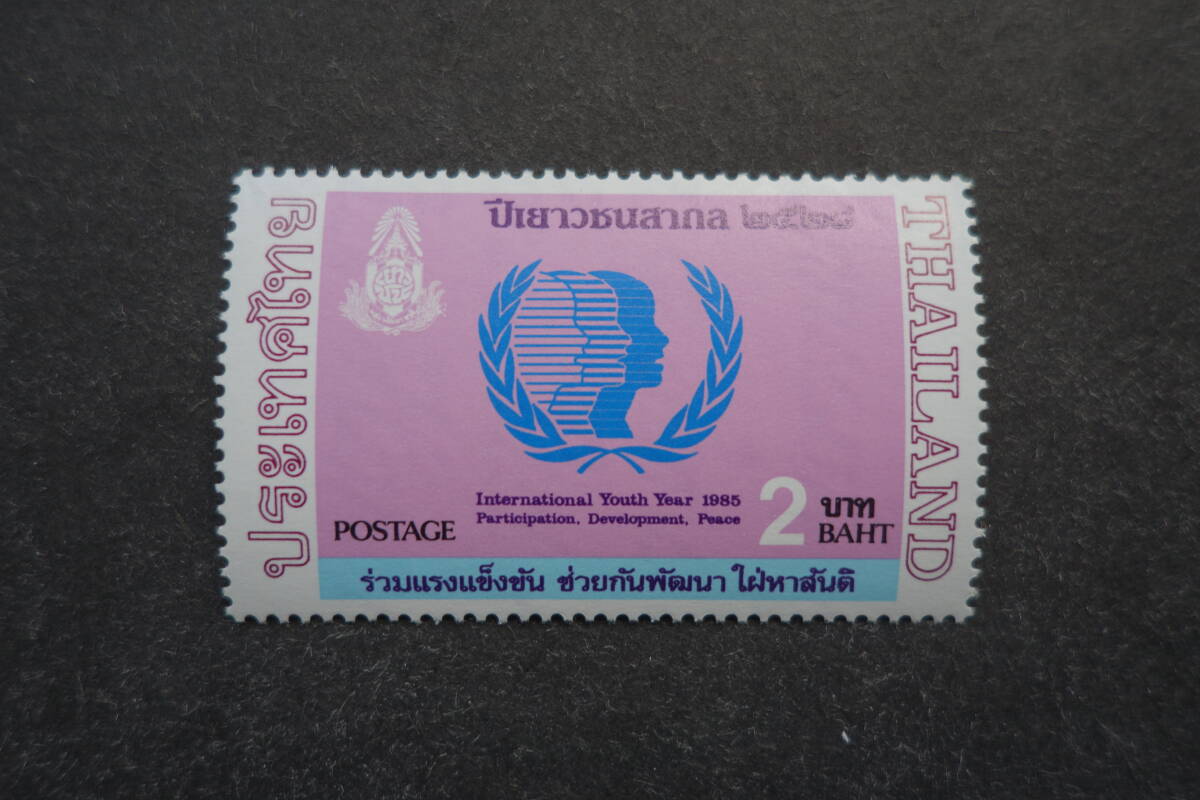 ประเทศไทย
ปีเยาวชนสากล ๒๕๒๘
THAILAND
International Youth Year 1985
Participation, Development, Peace
POSTAGE
2 บาท
BAHT
ร่วมแรงแข็งขัน ช่วยกันพัฒนา ใฝ่หาสันติ